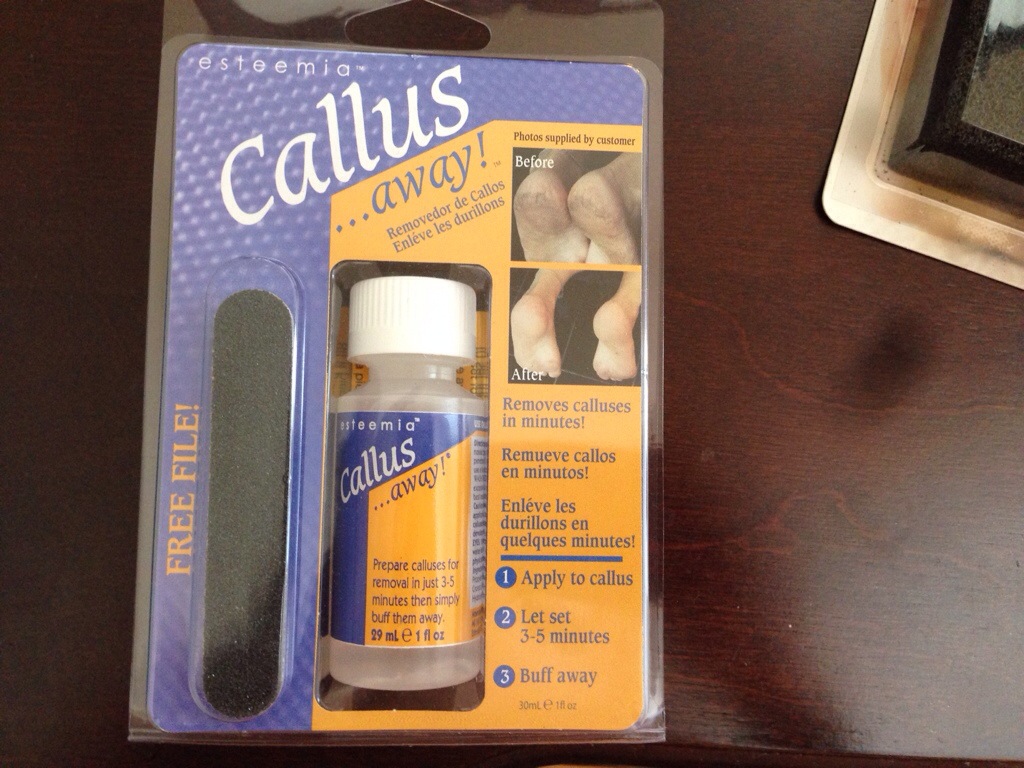 esteemia™
Callus
...away!™
Removedor de Callos
Enléve les durillons
Photos supplied by customer
Before
After
Removes calluses
in minutes!
Remueve callos
en minutos!
Enléve les
durillons en
quelques minutes!
1 Apply to callus
2 Let set
3-5 minutes
3 Buff away
30mL ℮ 1fl oz
FREE FILE!
esteemia™
Callus
...away!
Prepare calluses for
removal in just 3-5
minutes then simply
buff them away.
29 mL ℮ 1 fl oz